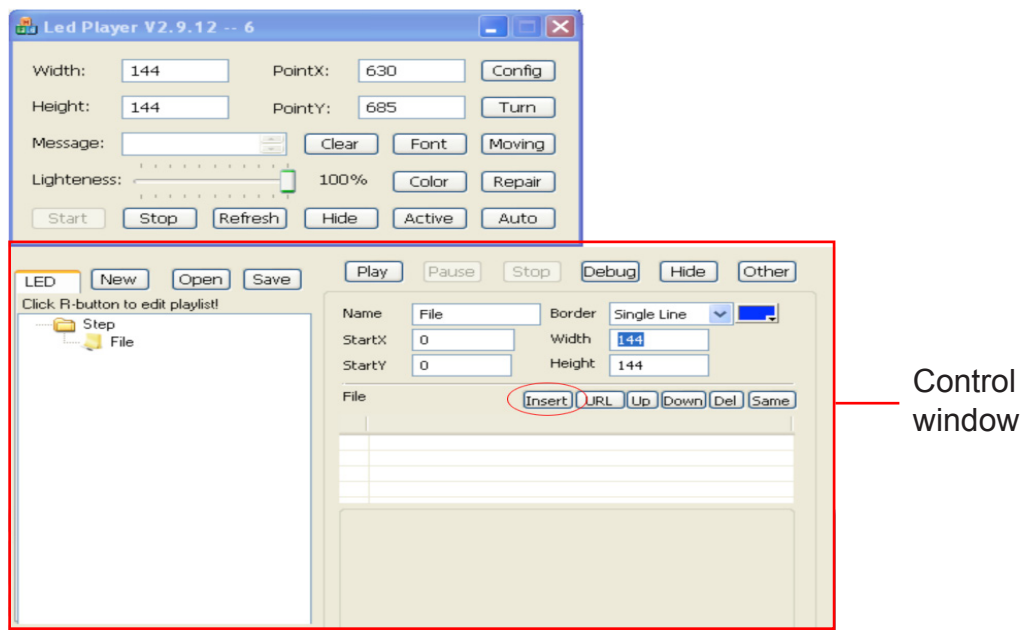 Led Player V2.9.12 -- 6
Width: 144 PointX: 630 Config
Height: 144 PointY: 685 Turn
Message: Clear Font Moving
Lighteness: 100% Color Repair
Start Stop Refresh Hide Active Auto
LED New Open Save
Click R-button to edit playlist!
Step
File
Play Pause Stop Debug Hide Other
Name File Border Single Line
StartX 0 Width 144
StartY 0 Height 144
File Insert URL Up Down Del Same
Control
window